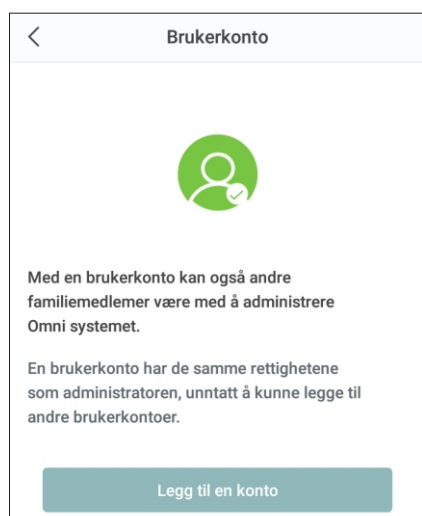 Brukerkonto
Med en brukerkonto kan også andre
familiemedlemer være med å administrere
Omni systemet.
En brukerkonto har de samme rettighetene
som administratoren, unntatt å kunne legge til
andre brukerkontoer.
Legg til en konto